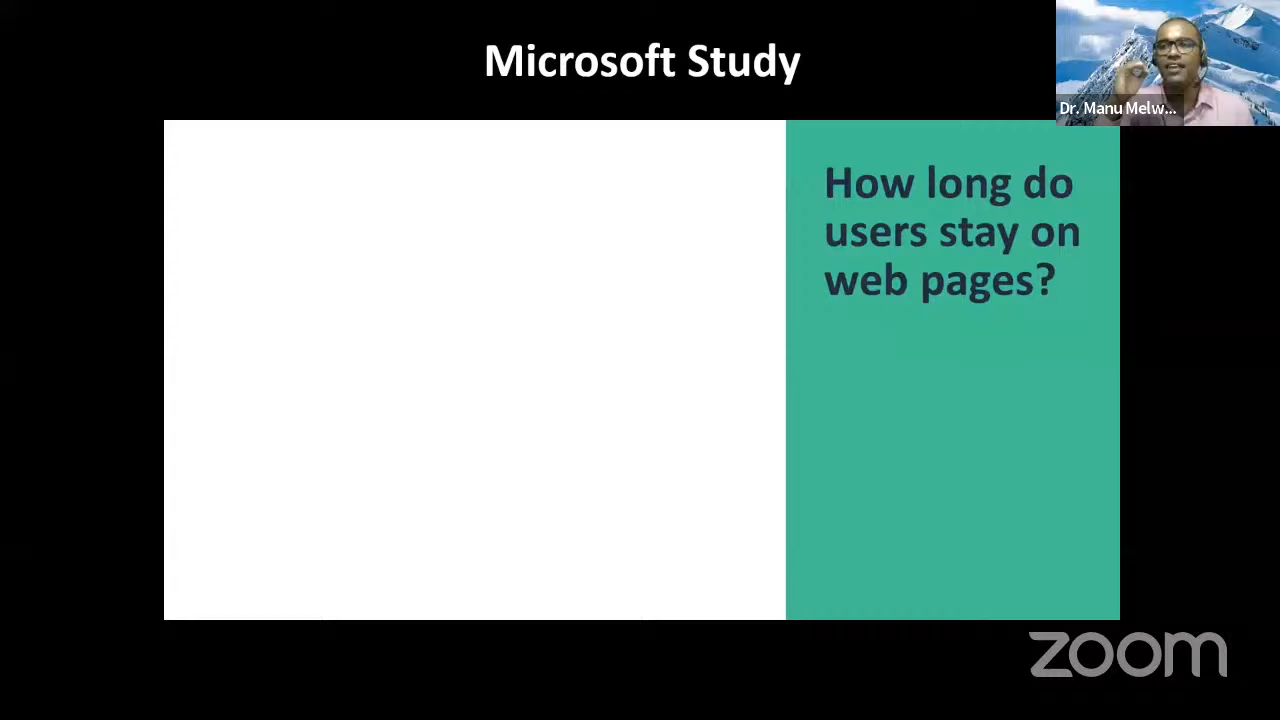 Microsoft Study
Dr. Manu Melw...
How long do
users stay on
web pages?
zoom